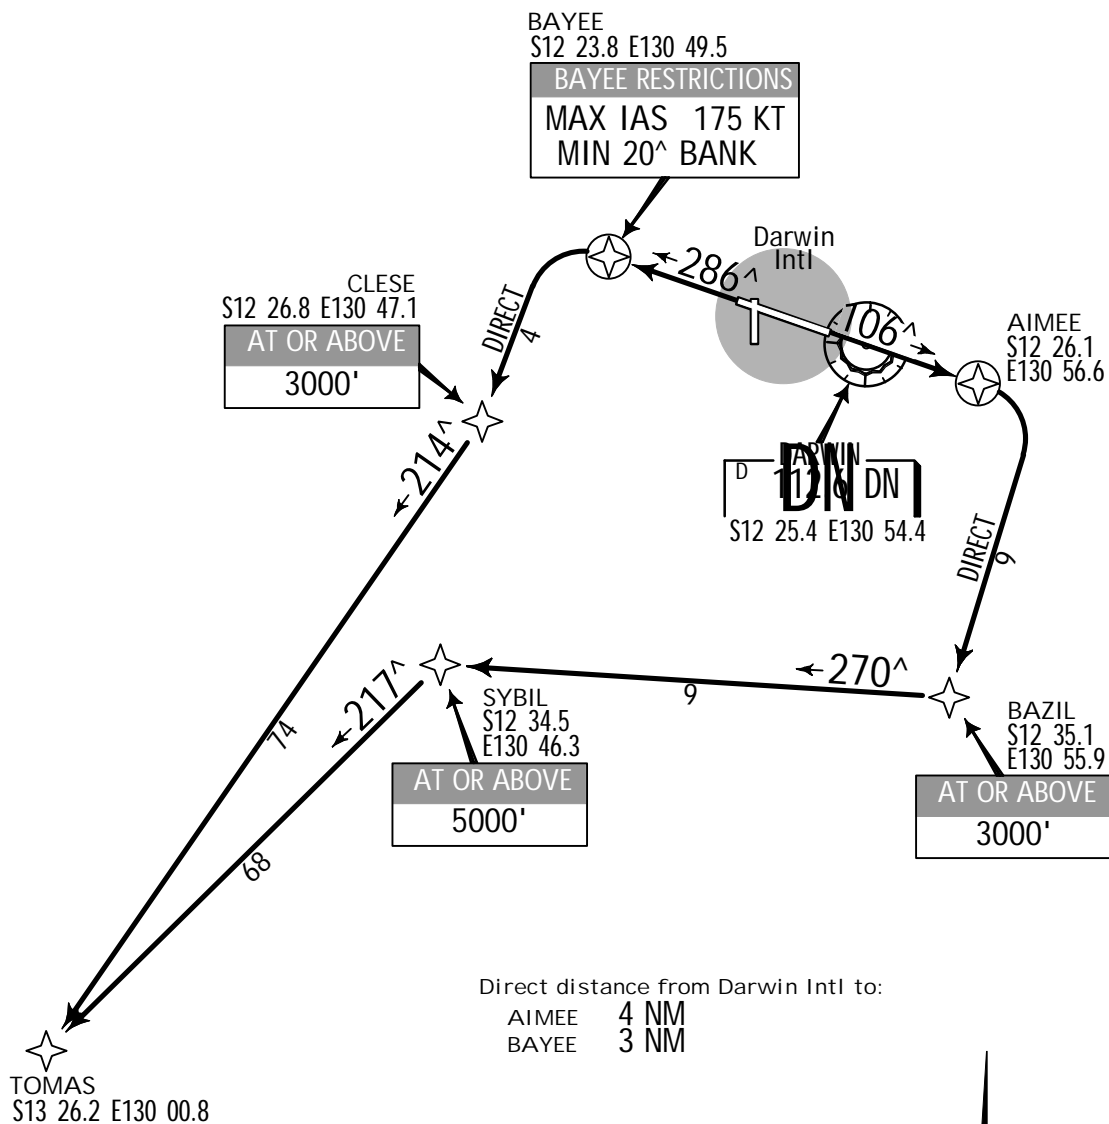 BAYEE
S12 23.8 E130 49.5
BAYEE RESTRICTIONS
MAX IAS 175 KT
MIN 20^ BANK
Darwin
Intl
286^
106^
CLESE
S12 26.8 E130 47.1
AT OR ABOVE
3000'
DIRECT
4
AIMEE
S12 26.1
E130 56.6
214^
DARWIN
D 112.6 DN
DN
S12 25.4 E130 54.4
DIRECT
9
270^
9
217^
SYBIL
S12 34.5
E130 46.3
AT OR ABOVE
5000'
BAZIL
S12 35.1
E130 55.9
AT OR ABOVE
3000'
74
68
Direct distance from Darwin Intl to:
AIMEE 4 NM
BAYEE 3 NM
TOMAS
S13 26.2 E130 00.8